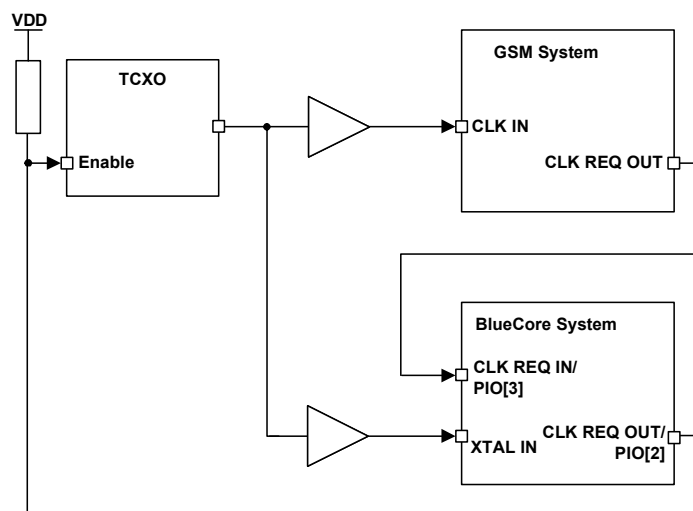 VDD
TCXO
Enable
GSM System
CLK IN
CLK REQ OUT
BlueCore System
CLK REQ IN/
PIO[3]
XTAL IN
CLK REQ OUT/
PIO[2]